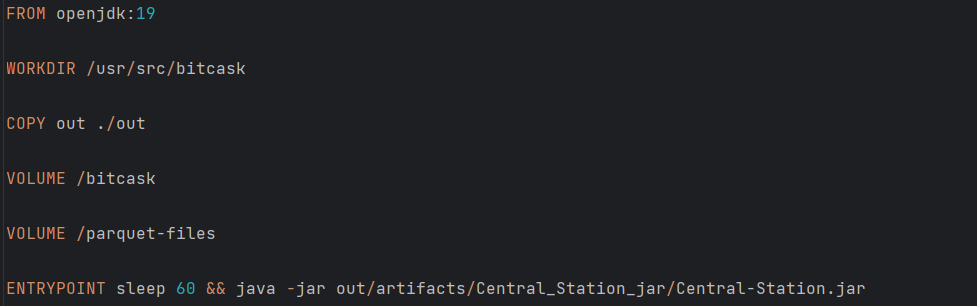 FROM openjdk:19
WORKDIR /usr/src/bitcask
COPY out ./out
VOLUME /bitcask
VOLUME /parquet-files
ENTRYPOINT sleep 60 && java -jar out/artifacts/Central_Station_jar/Central-Station.jar